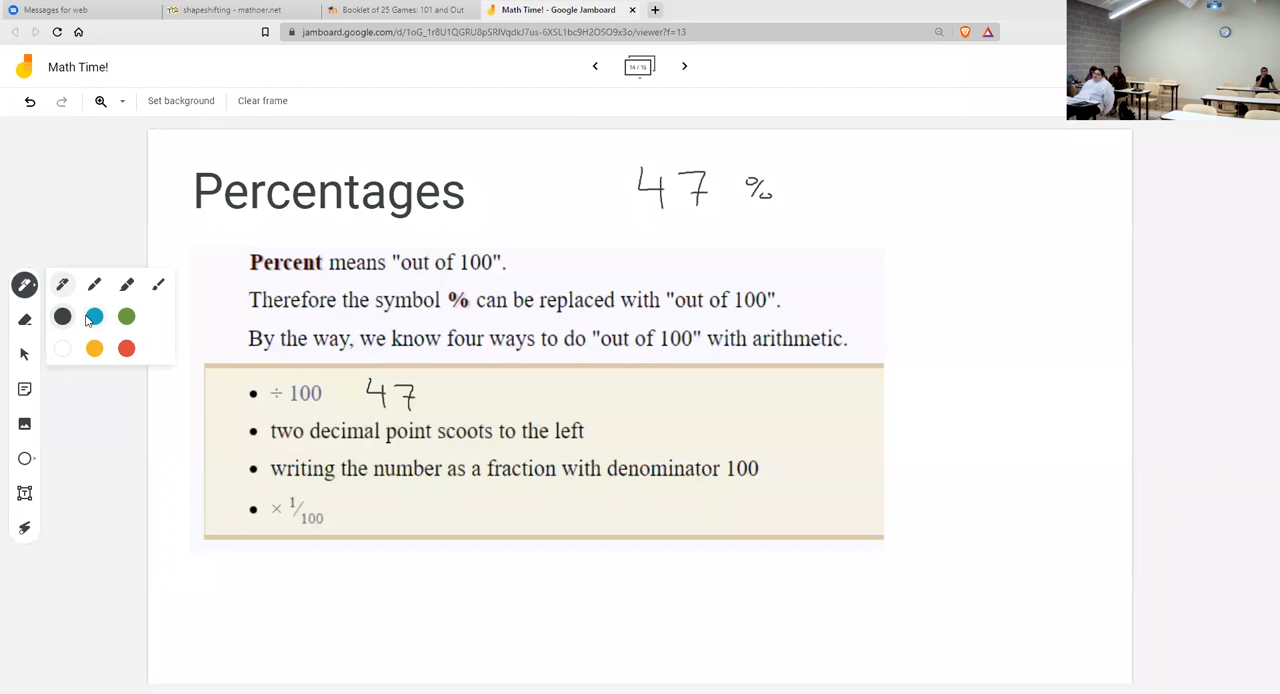 Messages for web
shapeshifting - mathoer.net
Booklet of 25 Games: 101 and Out
Math Time! - Google Jamboard
Math Time!
14 / 15
Set background
Clear frame
Percentages
47 %
Percent means "out of 100".
Therefore the symbol % can be replaced with "out of 100".
By the way, we know four ways to do "out of 100" with arithmetic.
• ÷ 100 47
• two decimal point scoots to the left
• writing the number as a fraction with denominator 100
• × 1/100